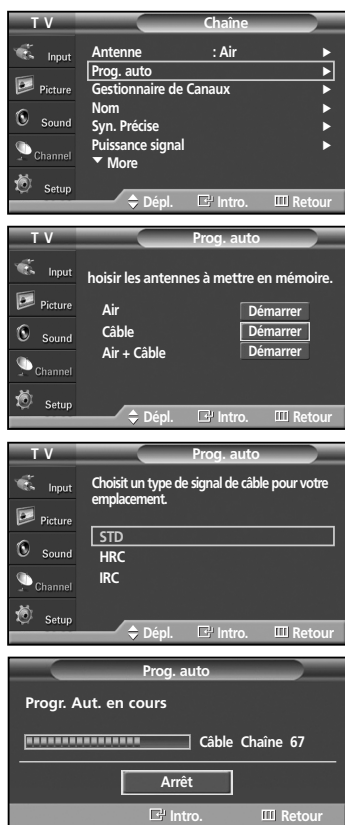 T V
Chaîne
Input
Picture
Sound
Channel
Setup
Antenne : Air
Prog. auto
Gestionnaire de Canaux
Nom
Syn. Précise
Puissance signal
More
Dépl. Intro. Retour
T V
Prog. auto
Input
Picture
Sound
Channel
Setup
hoisir les antennes à mettre en mémoire.
Air Démarrer
Câble Démarrer
Air + Câble Démarrer
Dépl. Intro. Retour
T V
Prog. auto
Input
Picture
Sound
Channel
Setup
Choisit un type de signal de câble pour votre
emplacement.
STD
HRC
IRC
Dépl. Intro. Retour
Prog. auto
Progr. Aut. en cours
Câble Chaîne 67
Arrêt
Intro. Retour